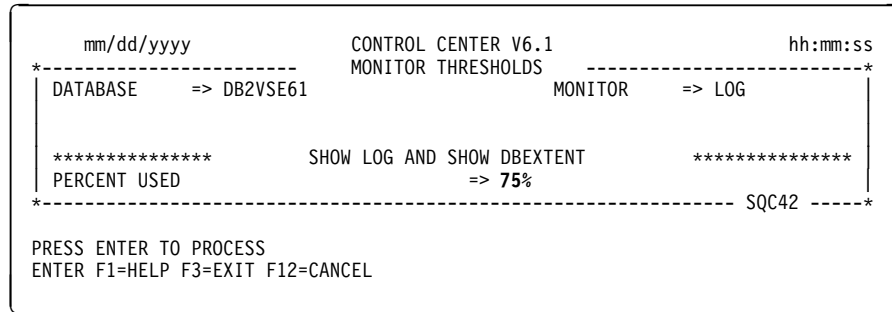 mm/dd/yyyy CONTROL CENTER V6.1 hh:mm:ss
*------------------------ MONITOR THRESHOLDS --------------------------*
| DATABASE => DB2VSE61 MONITOR => LOG |
| *************** SHOW LOG AND SHOW DBEXTENT *************** |
| PERCENT USED => 75% |
*----------------------------------------------------------------- SQC42 -----*
PRESS ENTER TO PROCESS
ENTER F1=HELP F3=EXIT F12=CANCEL